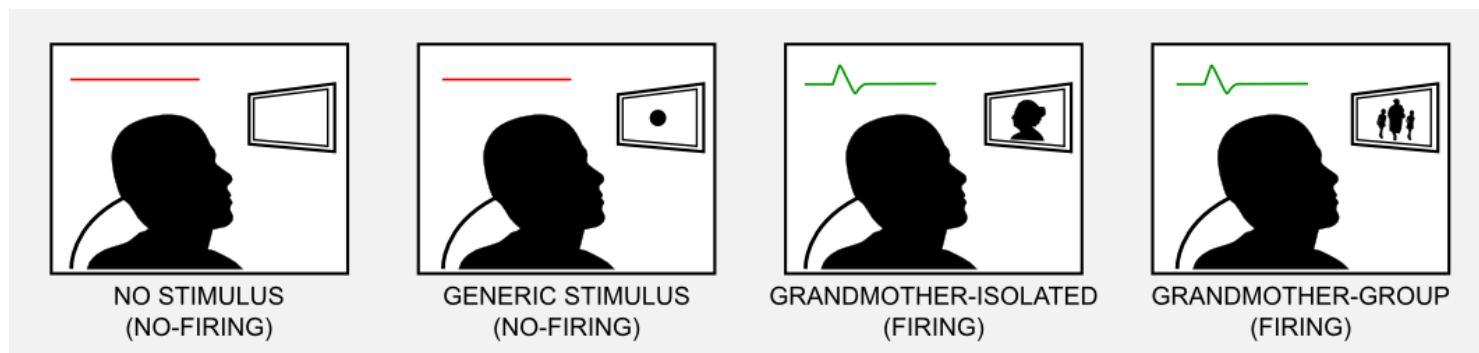 NO STIMULUS
(NO-FIRING)
GENERIC STIMULUS
(NO-FIRING)
GRANDMOTHER-ISOLATED
(FIRING)
GRANDMOTHER-GROUP
(FIRING)